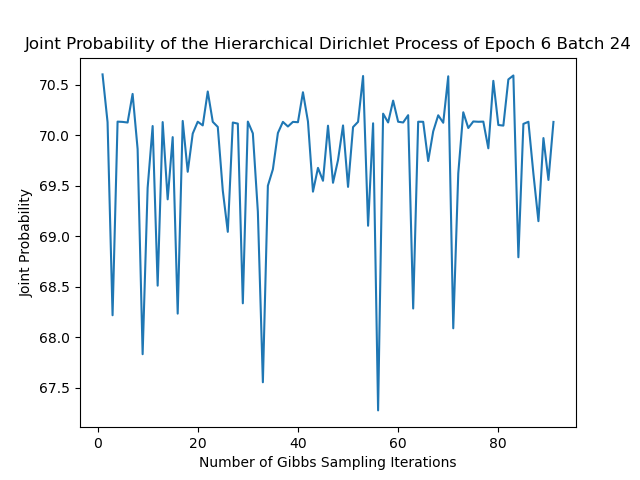 Joint Probability of the Hierarchical Dirichlet Process of Epoch 6 Batch 24
70.5
70.0
69.5
69.0
68.5
68.0
67.5
Joint Probability
0 20 40 60 80
Number of Gibbs Sampling Iterations